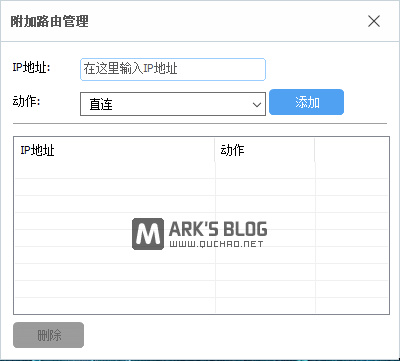 附加路由管理
IP地址:
在这里输入IP地址
动作:
直连
添加
IP地址 动作
M ARK'S BLOG
WWW.QUCHAO.NET
删除